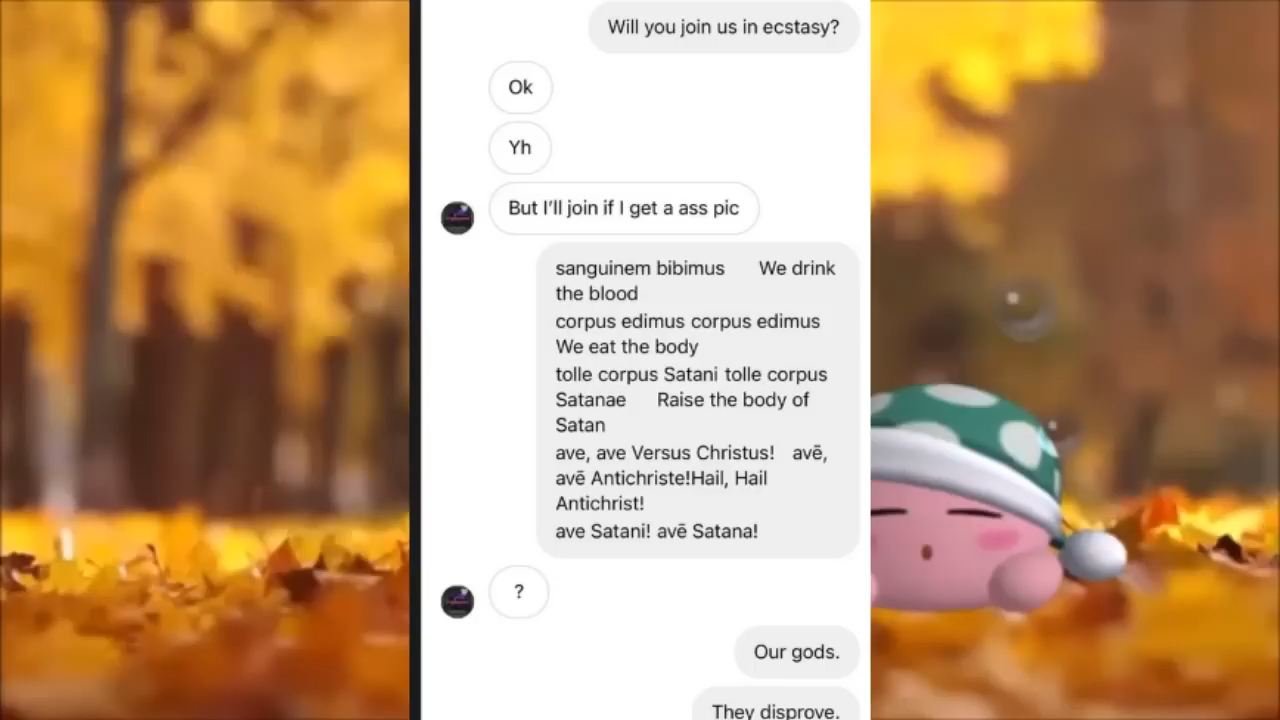 Will you join us in ecstasy?
Ok
Yh
But I'll join if I get a ass pic
sanguinem bibimus We drink
the blood
corpus edimus corpus edimus
We eat the body
tolle corpus Satani tolle corpus
Satanae Raise the body of
Satan
ave, ave Versus Christus! avē,
avē Antichriste!Hail, Hail
Antichrist!
ave Satani! avē Satana!
?
Our gods.
They disprove.